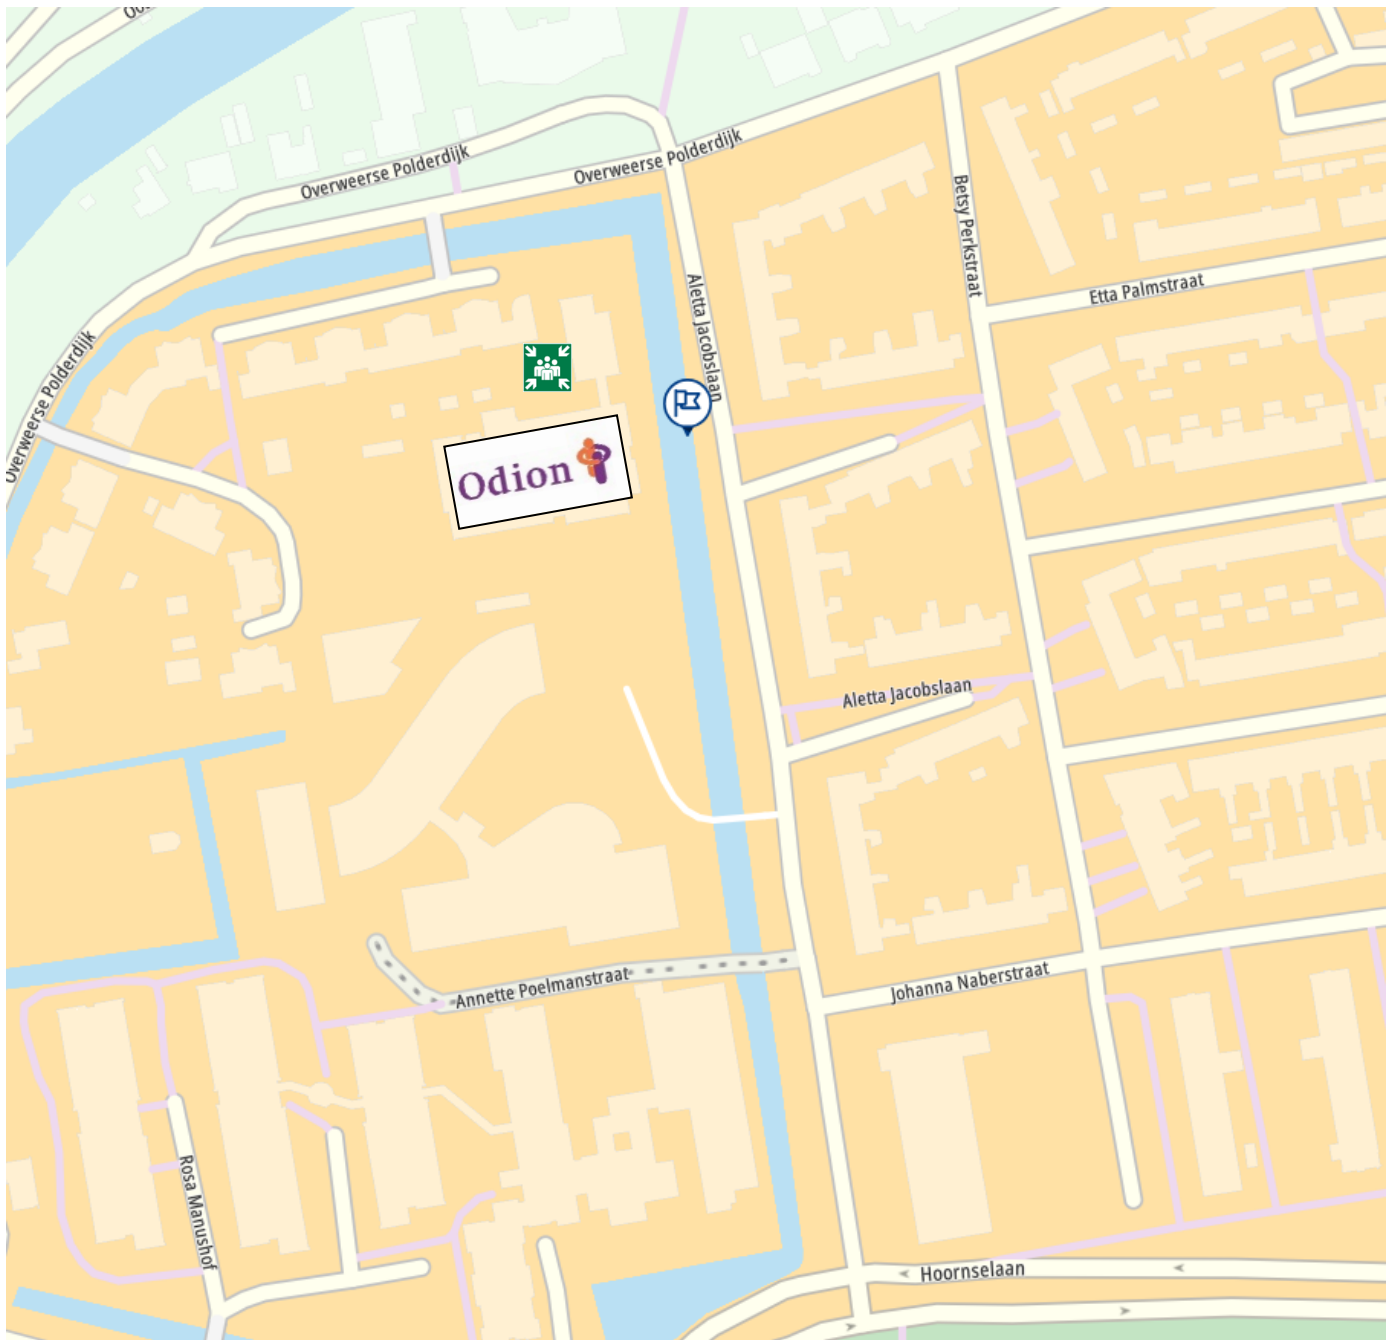 Overweerse Polderdijk
Overweerse Polderdijk
Overweerse Polderdijk
Betsy Perkstraat
Aletta Jacobslaan
Etta Palmstraat
Odion
Aletta Jacobslaan
Annette Poelmanstraat
Johanna Naberstraat
Rosa Manushof
Hoornselaan